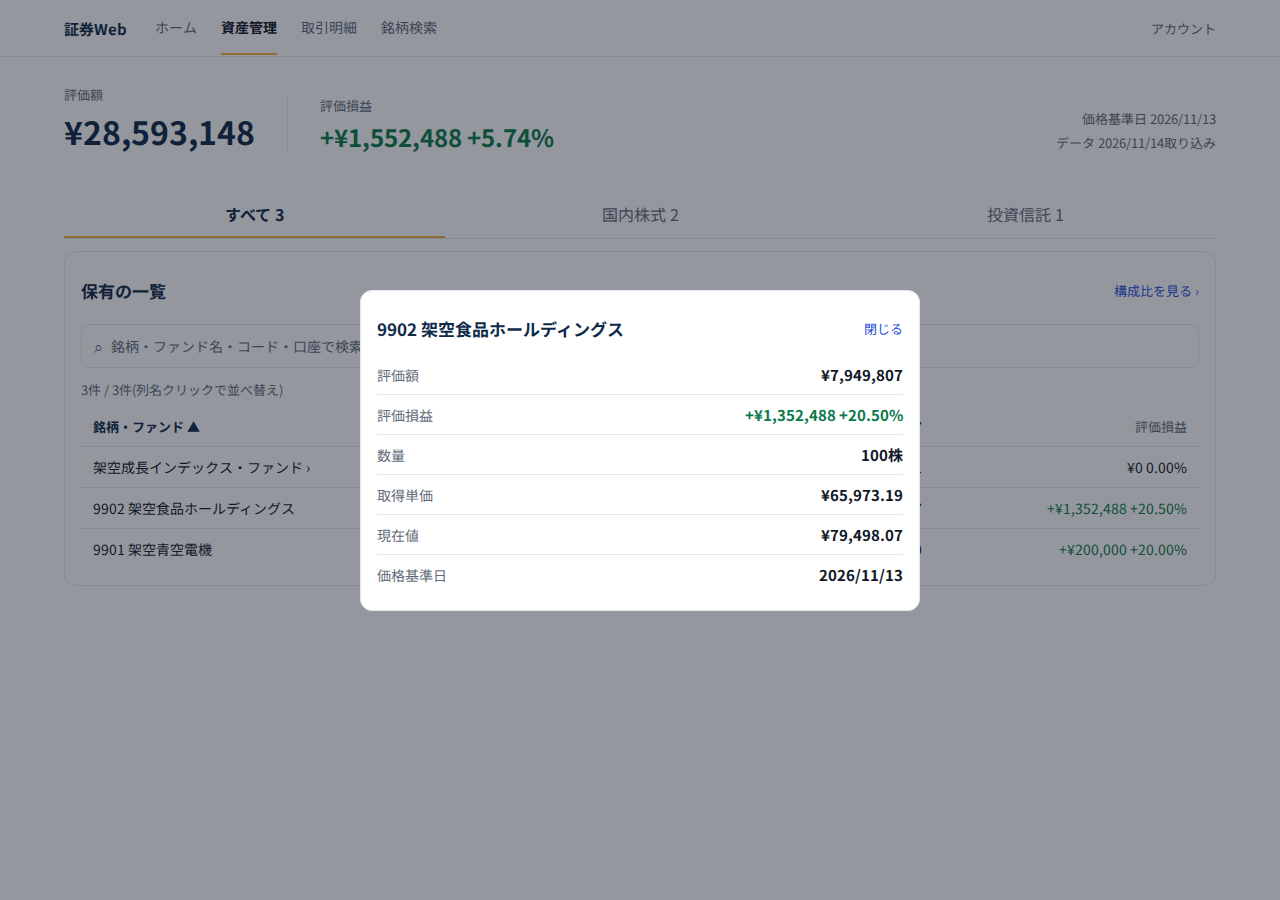 証券Web ホーム 資産管理 取引明細 銘柄検索 アカウント
評価額
¥28,593,148
評価損益
+¥1,552,488 +5.74%
価格基準日 2026/11/13
データ 2026/11/14取り込み
すべて 3 国内株式 2 投資信託 1
保有の一覧 構成比を見る ›
銘柄・ファンド名・コード・口座で検索
3件 / 3件(列名クリックで並べ替え)
銘柄・ファンド ▲ 評価損益
架空成長インデックス・ファンド › ¥0 0.00%
9902 架空食品ホールディングス +¥1,352,488 +20.50%
9901 架空青空電機 +¥200,000 +20.00%
9902 架空食品ホールディングス 閉じる
評価額 ¥7,949,807
評価損益 +¥1,352,488 +20.50%
数量 100株
取得単価 ¥65,973.19
現在値 ¥79,498.07
価格基準日 2026/11/13